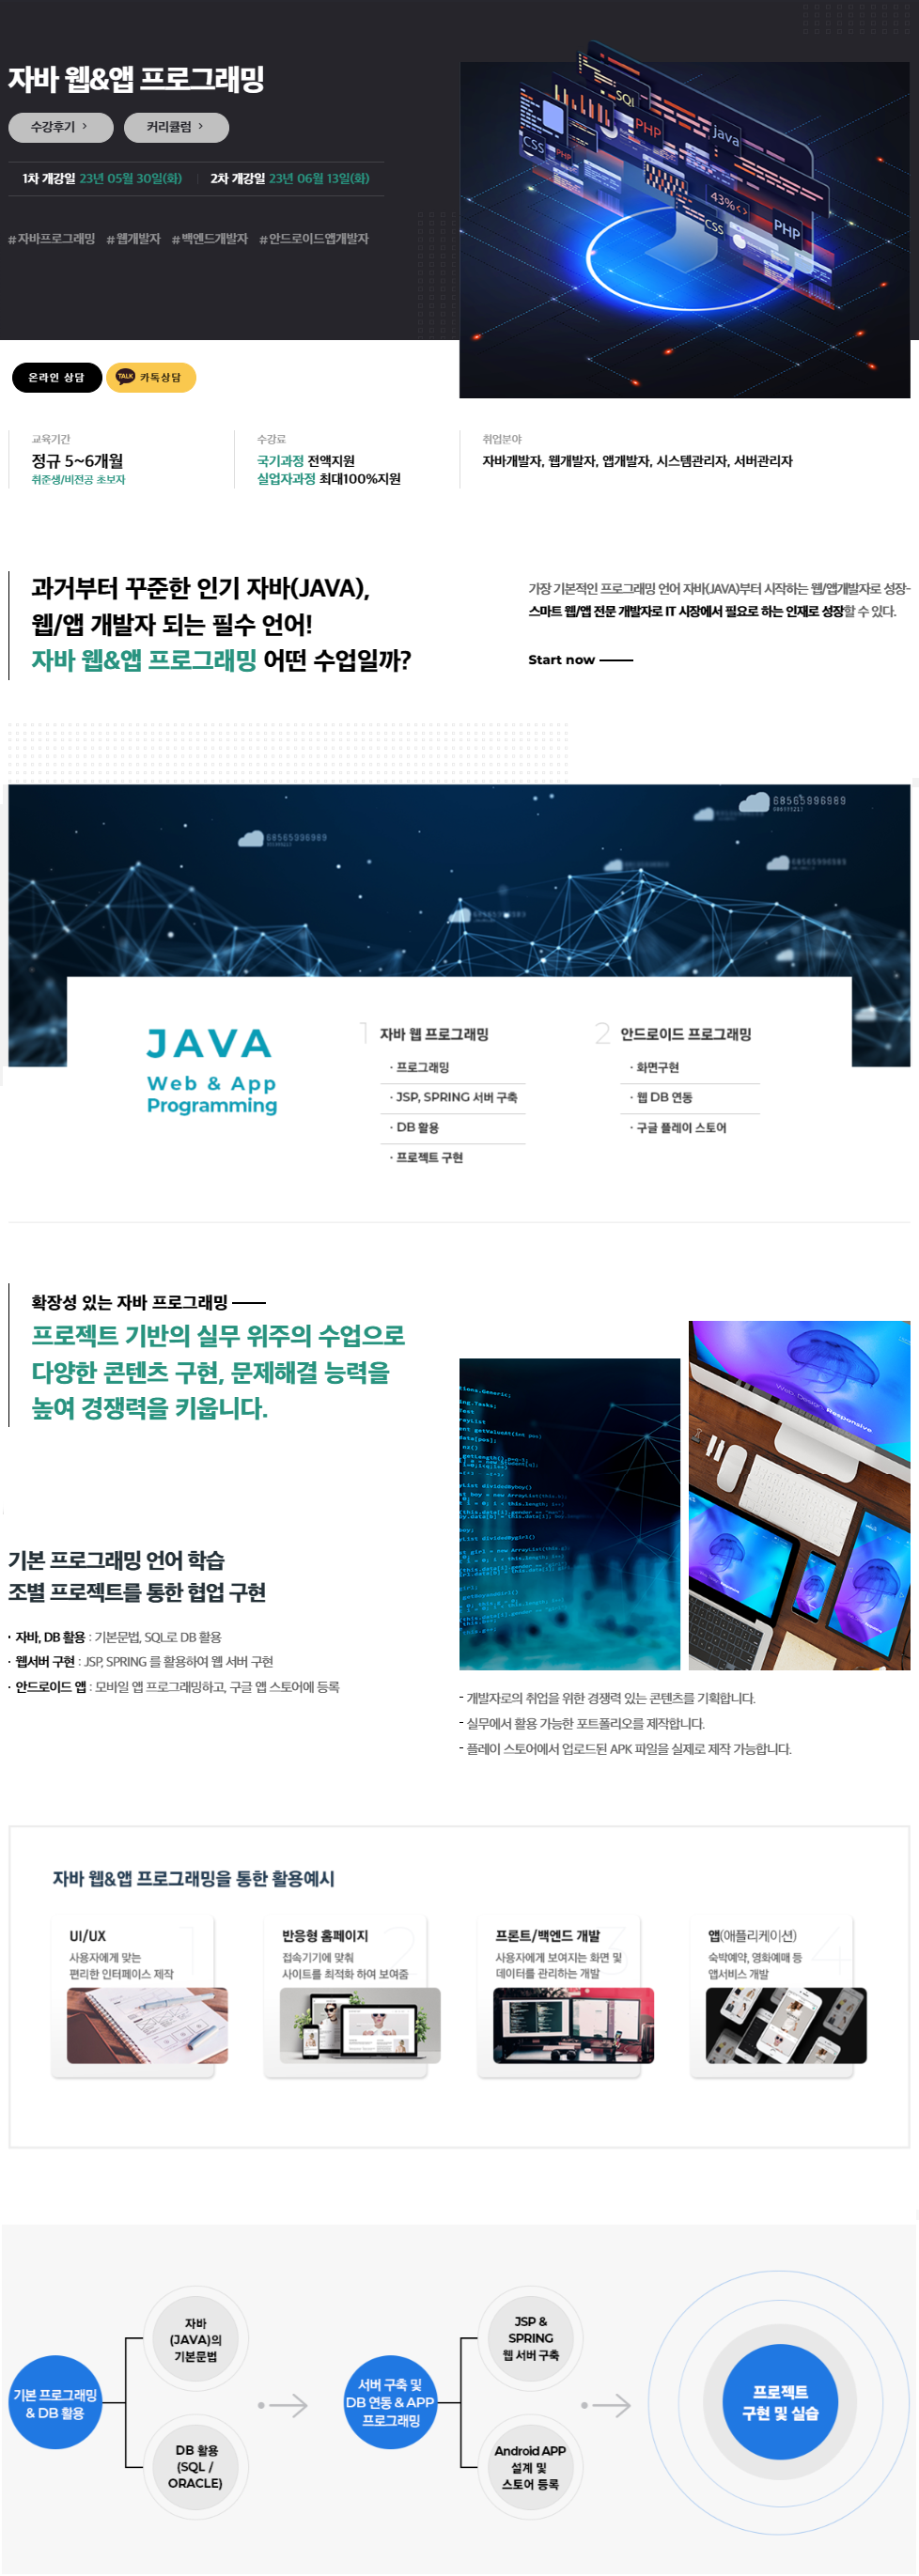 자바 웹&앱 프로그래밍
수강후기 >
커리큘럼 >
1차 개강일 23년 05월 30일(화)
2차 개강일 23년 06월 13일(화)
#자바프로그래밍 #웹개발자 #백엔드개발자 #안드로이드앱개발자
SQL
PHP
java
CSS
PHP
43%<>
CSS
PHP
온라인 상담
TALK 카톡상담
교육기간
정규 5~6개월
취준생/비전공 초보자
수강료
국기과정 전액지원
실업자과정 최대100%지원
취업분야
자바개발자, 웹개발자, 앱개발자, 시스템관리자, 서버관리자
과거부터 꾸준한 인기 자바(JAVA),
웹/앱 개발자 되는 필수 언어!
자바 웹&앱 프로그래밍 어떤 수업일까?
가장 기본적인 프로그래밍 언어 자바(JAVA)부터 시작하는 웹/앱개발자로 성장-
스마트 웹/앱 전문 개발자로 IT 시장에서 필요로 하는 인재로 성장할 수 있다.
Start now
68565996989
68565996989
JAVA
Web & App
Programming
1 자바 웹 프로그래밍
· 프로그래밍
· JSP, SPRING 서버 구축
· DB 활용
· 프로젝트 구현
2 안드로이드 프로그래밍
· 화면구현
· 웹 DB 연동
· 구글 플레이 스토어
확장성 있는 자바 프로그래밍
프로젝트 기반의 실무 위주의 수업으로
다양한 콘텐츠 구현, 문제해결 능력을
높여 경쟁력을 키웁니다.
Web Design Responsive
기본 프로그래밍 언어 학습
조별 프로젝트를 통한 협업 구현
· 자바, DB 활용 : 기본문법, SQL로 DB 활용
· 웹서버 구현 : JSP, SPRING 를 활용하여 웹 서버 구현
· 안드로이드 앱 : 모바일 앱 프로그래밍하고, 구글 앱 스토어에 등록
- 개발자로의 취업을 위한 경쟁력 있는 콘텐츠를 기획합니다.
- 실무에서 활용 가능한 포트폴리오를 제작합니다.
- 플레이 스토어에서 업로드된 APK 파일을 실제로 제작 가능합니다.
자바 웹&앱 프로그래밍을 통한 활용예시
1
UI/UX
사용자에게 맞는
편리한 인터페이스 제작
2
반응형 홈페이지
접속기기에 맞춰
사이트를 최적화 하여 보여줌
3
프론트/백엔드 개발
사용자에게 보여지는 화면 및
데이터를 관리하는 개발
4
앱(애플리케이션)
숙박예약, 영화예매 등
앱서비스 개발
기본 프로그래밍
& DB 활용
자바
(JAVA)의
기본문법
DB 활용
(SQL /
ORACLE)
서버 구축 및
DB 연동 & APP
프로그래밍
JSP &
SPRING
웹 서버 구축
Android APP
설계 및
스토어 등록
프로젝트
구현 및 실습